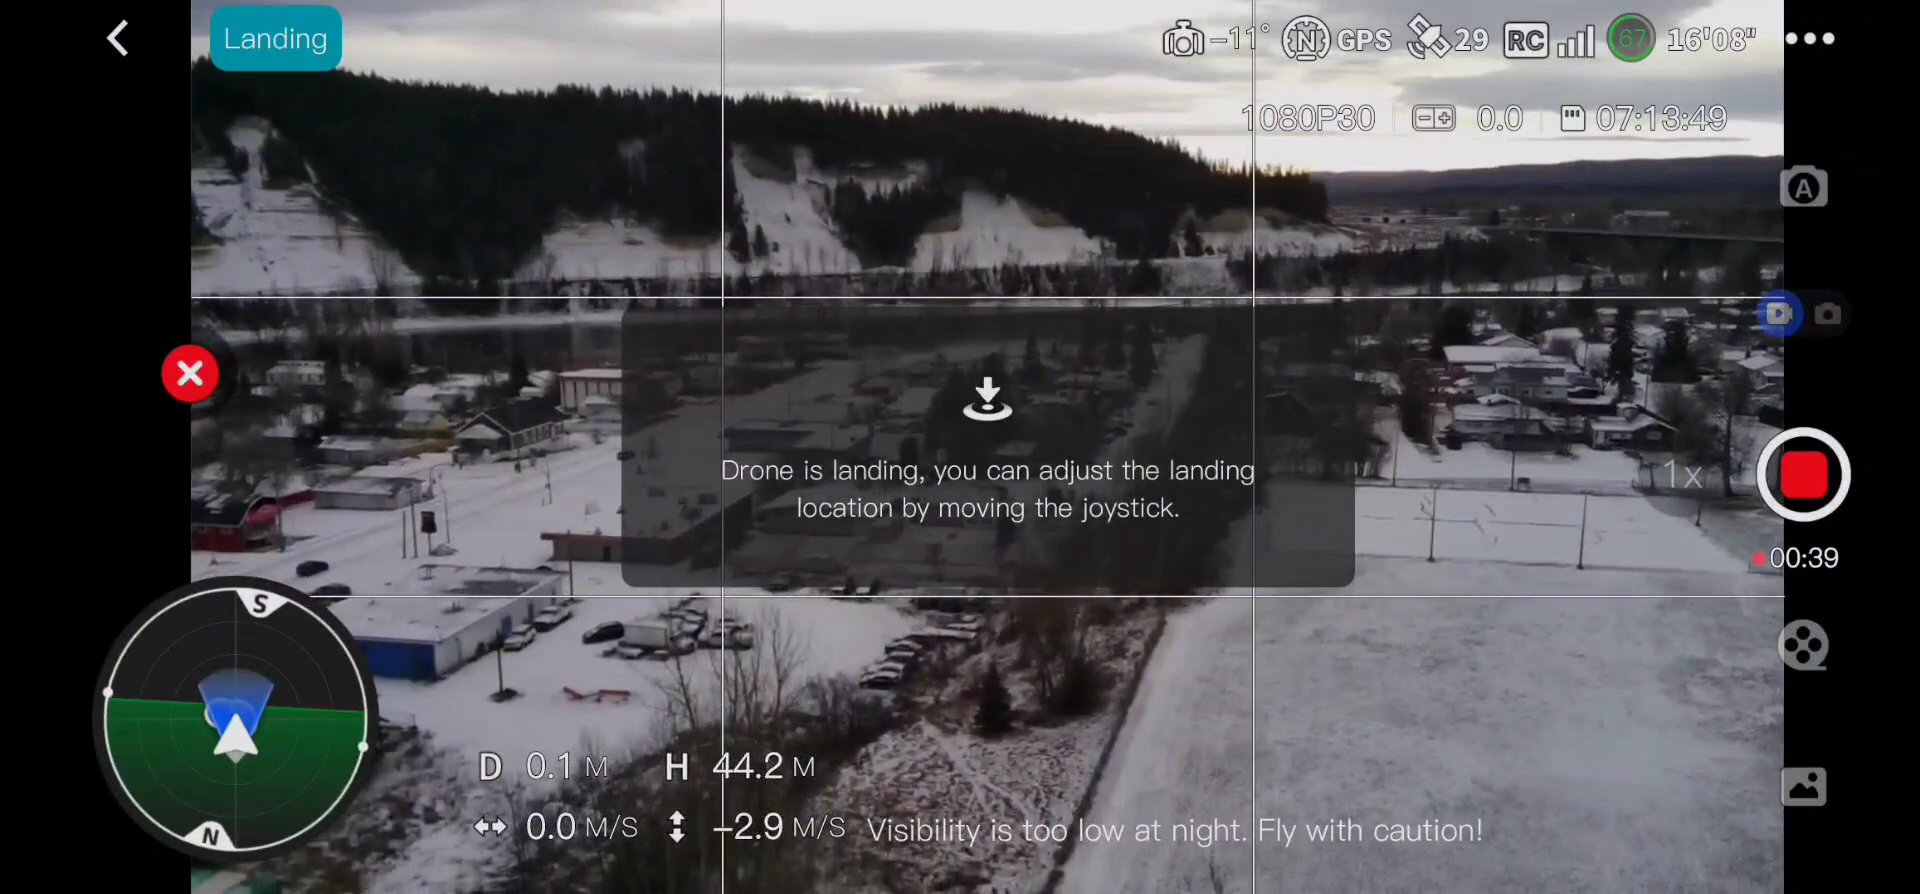 Landing
-11° N GPS 29 RC 67 16'08"
1080P30 0.0 07:13:49
A
Drone is landing, you can adjust the landing
location by moving the joystick.
1x
00:39
S
N
D 0.1 M H 44.2 M
0.0 M/S -2.9 M/S
Visibility is too low at night. Fly with caution!